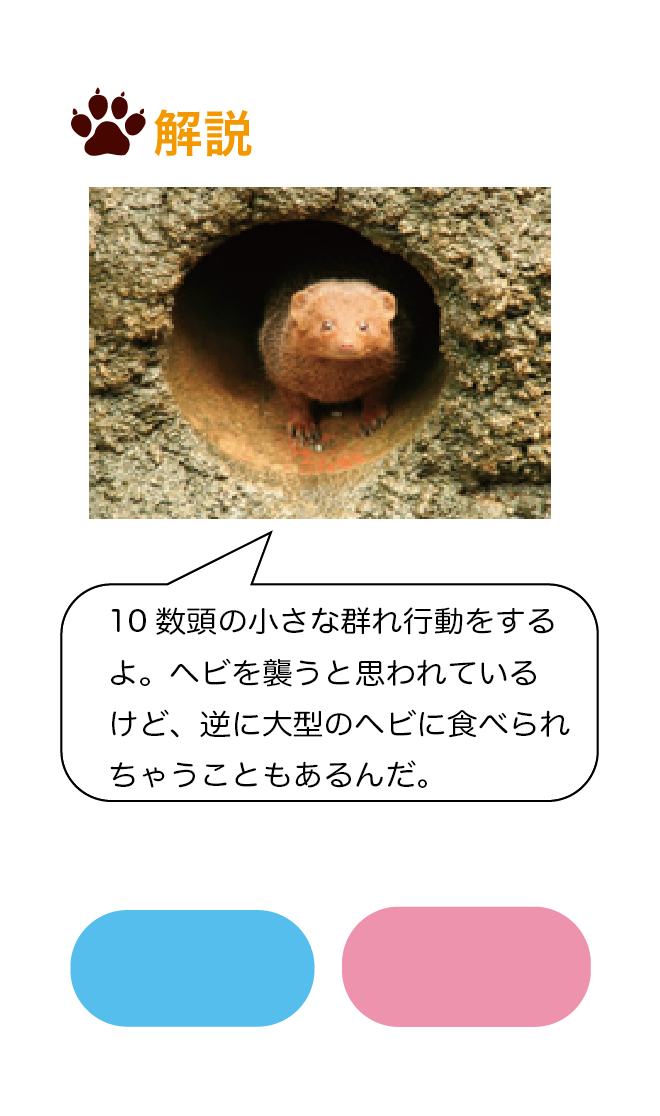 解説
10数頭の小さな群れ行動をする
よ。ヘビを襲うと思われている
けど、逆に大型のヘビに食べられ
ちゃうこともあるんだ。